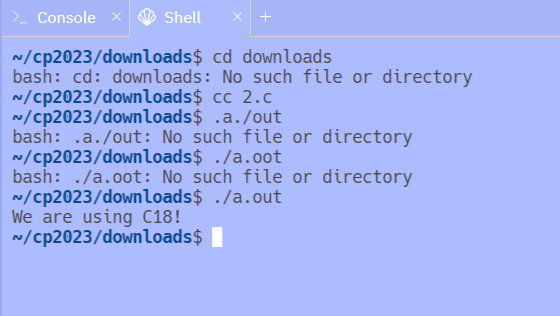 Console × Shell × +
~/cp2023/downloads$ cd downloads
bash: cd: downloads: No such file or directory
~/cp2023/downloads$ cc 2.c
~/cp2023/downloads$ .a./out
bash: .a./out: No such file or directory
~/cp2023/downloads$ ./a.oot
bash: ./a.oot: No such file or directory
~/cp2023/downloads$ ./a.out
We are using C18!
~/cp2023/downloads$